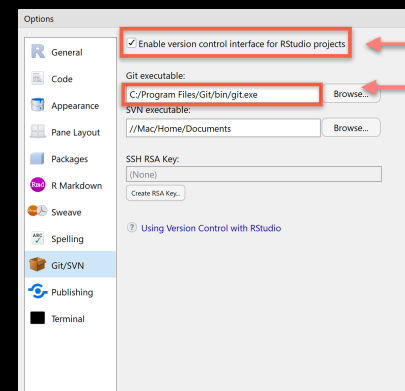 Options
General
Code
Appearance
Pane Layout
Packages
Rmd R Markdown
Sweave
ABC Spelling
Git/SVN
Publishing
Terminal
Enable version control interface for RStudio projects
Git executable:
C:/Program Files/Git/bin/git.exe Browse...
SVN executable:
//Mac/Home/Documents Browse...
SSH RSA Key:
(None)
Create RSA Key...
? Using Version Control with RStudio